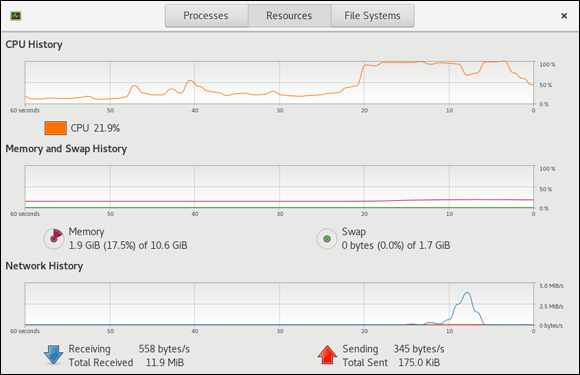 Processes Resources File Systems
CPU History
100 %
50 %
0 %
60 seconds 50 40 30 20 10 0
CPU 21.9%
Memory and Swap History
100 %
50 %
0 %
60 seconds 50 40 30 20 10 0
Memory
1.9 GiB (17.5%) of 10.6 GiB
Swap
0 bytes (0.0%) of 1.7 GiB
Network History
5.0 MiB/s
2.5 MiB/s
0 bytes/s
60 seconds 50 40 30 20 10 0
Receiving 558 bytes/s
Total Received 11.9 MiB
Sending 345 bytes/s
Total Sent 175.0 KiB